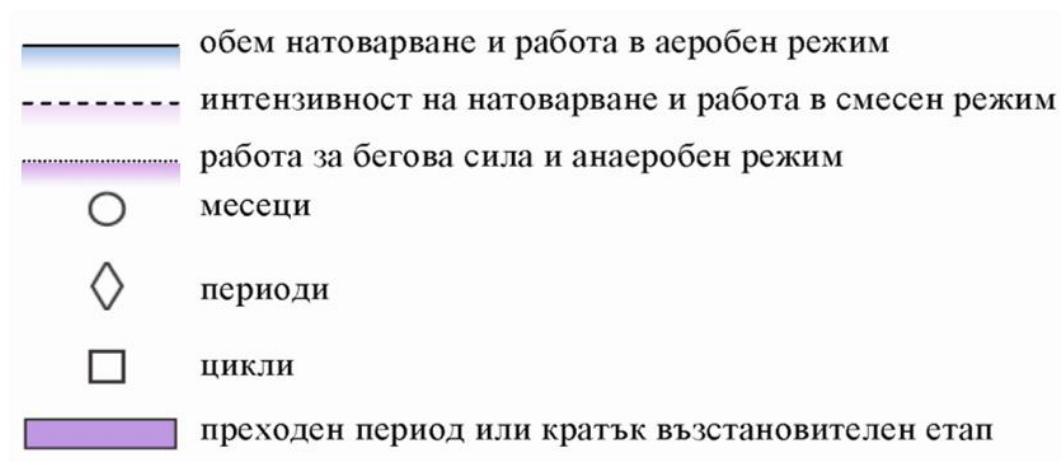 обем натоварване и работа в аеробен режим
интензивност на натоварване и работа в смесен режим
работа за бегова сила и анаеробен режим
месеци
периоди
цикли
преходен период или кратък възстановителен етап